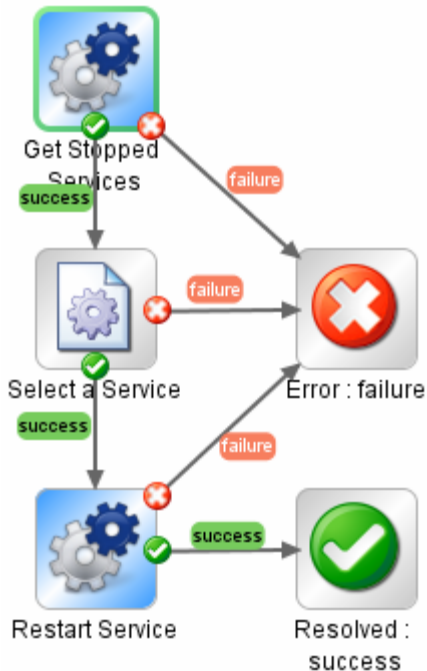 Get Stopped
Services
success
failure
failure
Select a Service
Error : failure
success
failure
success
Restart Service
Resolved :
success